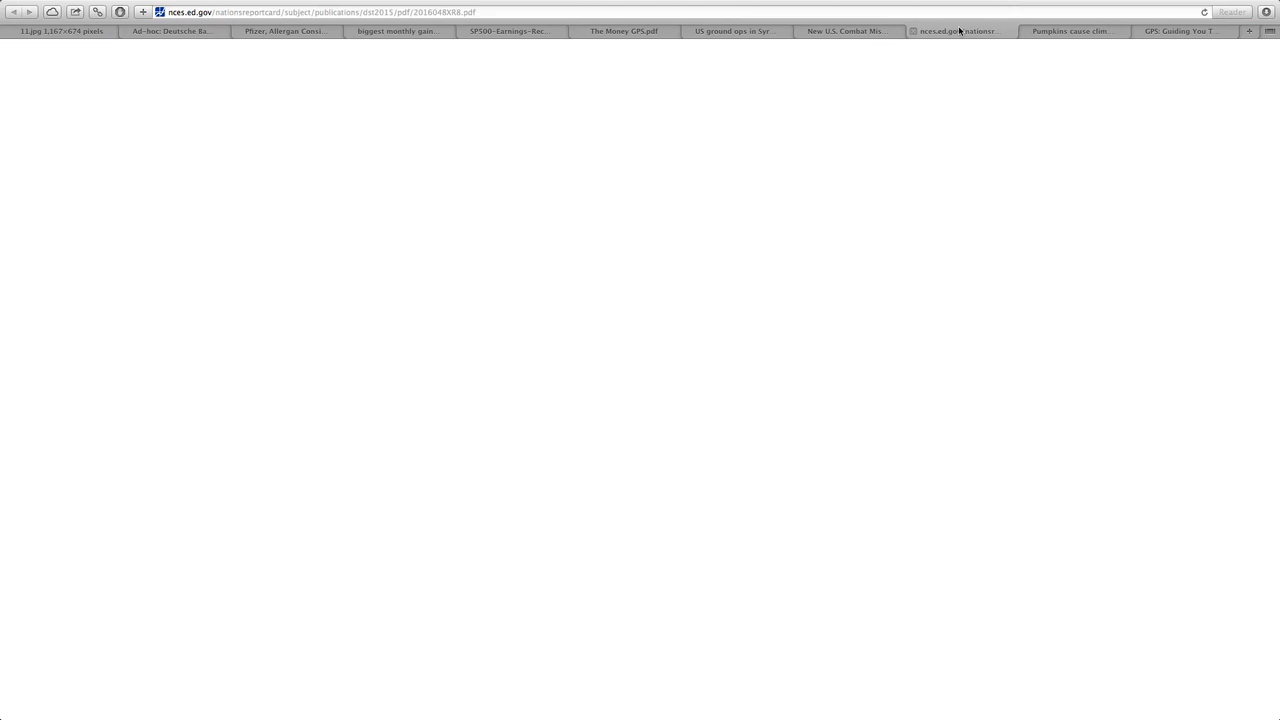 nces.ed.gov/nationsreportcard/subject/publications/dst2015/pdf/2016048XR8.pdf
Reader
11.jpg 1,167×674 pixels
Ad-hoc: Deutsche Ba...
Pfizer, Allergan Consi...
biggest monthly gain...
SP500-Earnings-Rec...
The Money GPS.pdf
US ground ops in Syr...
New U.S. Combat Mis...
nces.ed.gov/nationsr...
Pumpkins cause clim...
GPS: Guiding You T...